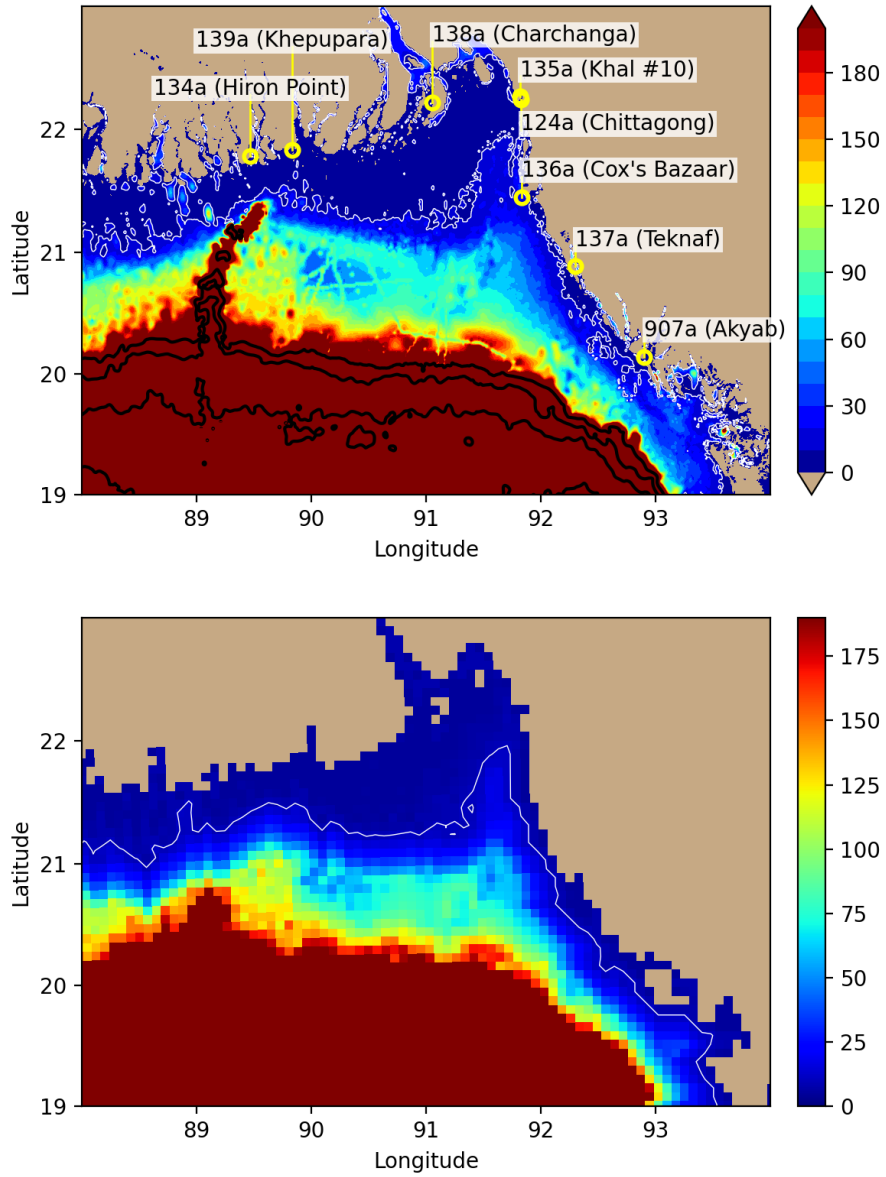 139a (Khepupara)
138a (Charchanga)
134a (Hiron Point)
135a (Khal #10)
124a (Chittagong)
136a (Cox's Bazaar)
137a (Teknaf)
907a (Akyab)
22
21
20
19
Latitude
89
90
91
92
93
Longitude
180
150
120
90
60
30
0
22
21
20
19
Latitude
89
90
91
92
93
Longitude
175
150
125
100
75
50
25
0